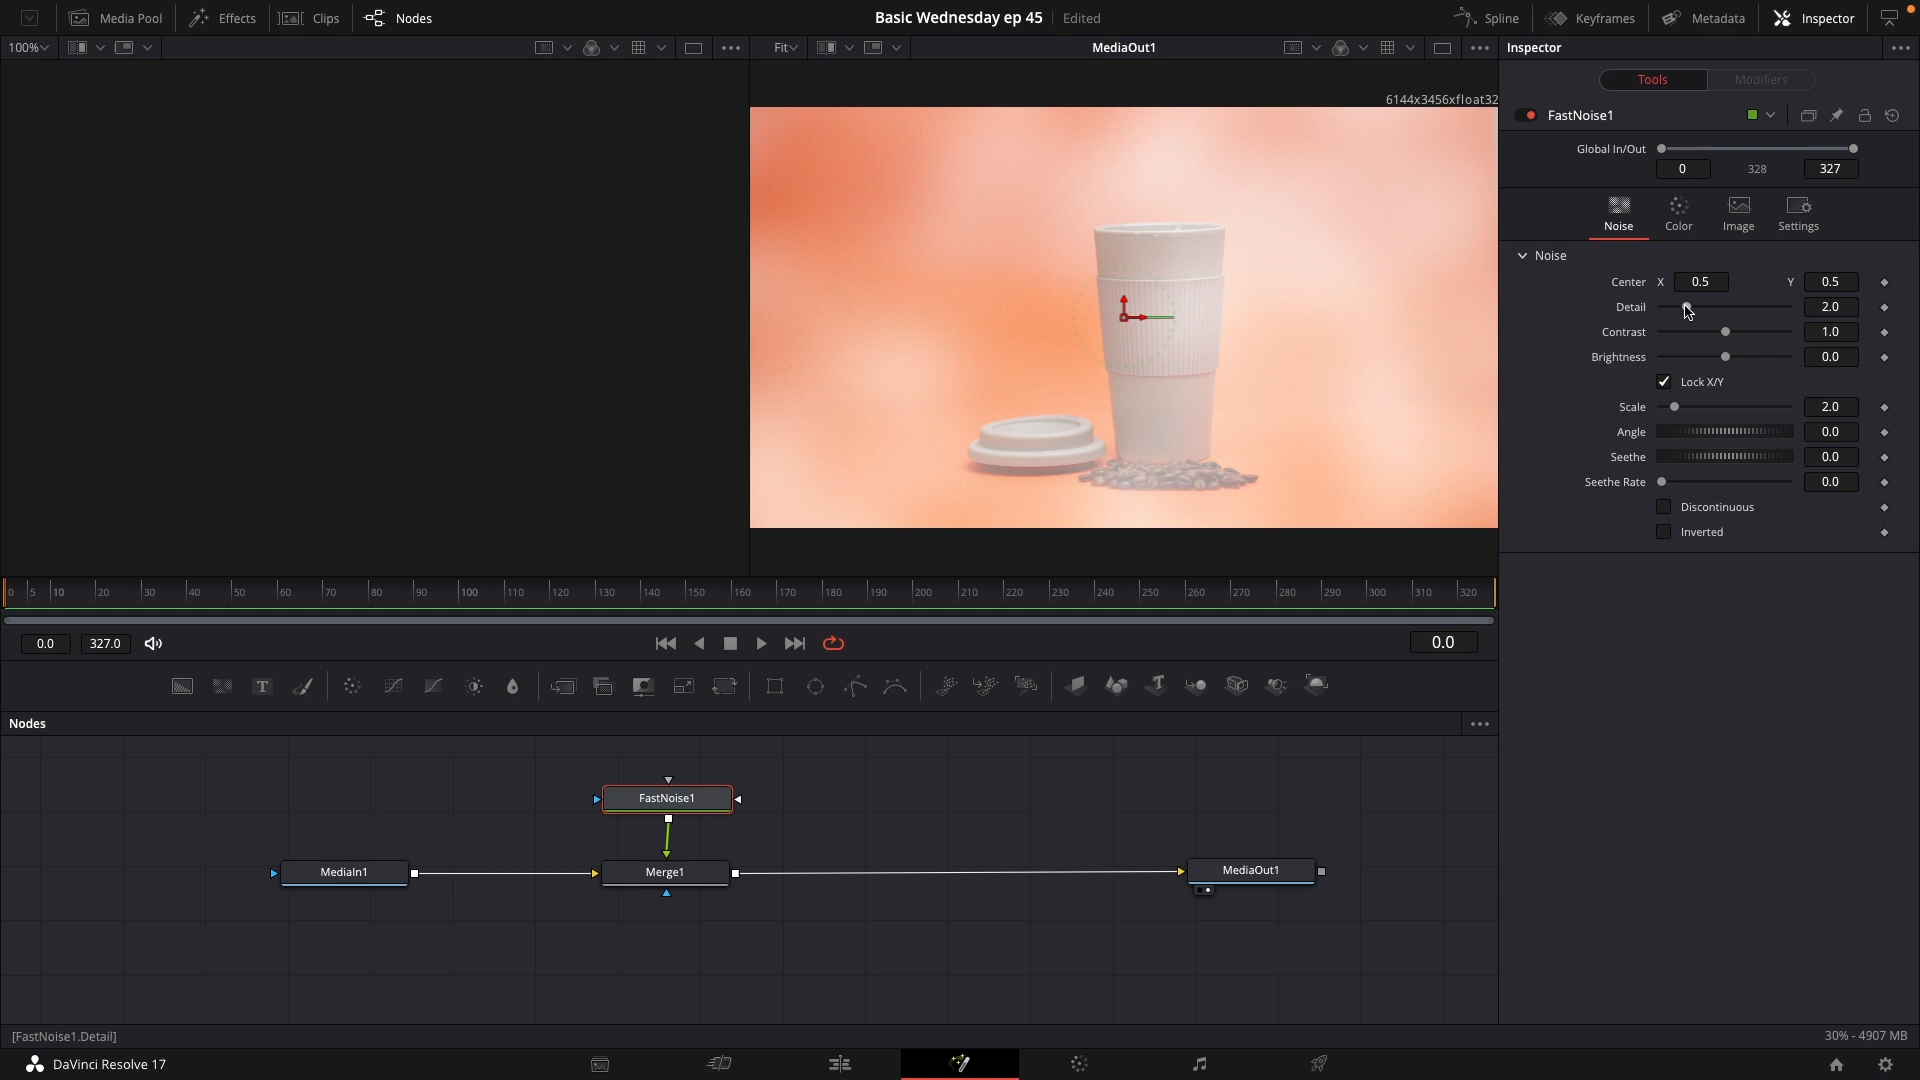 Media Pool Effects Clips Nodes Basic Wednesday ep 45 Edited Spline Keyframes Metadata Inspector
100% Fit MediaOut1 Inspector
Tools Modifiers
6144x3456xfloat32
FastNoise1
Global In/Out
0 328 327
Noise Color Image Settings
Noise
Center X 0.5 Y 0.5
Detail 2.0
Contrast 1.0
Brightness 0.0
Lock X/Y
Scale 2.0
Angle 0.0
Seethe 0.0
Seethe Rate 0.0
Discontinuous
Inverted
0 5 10 20 30 40 50 60 70 80 90 100 110 120 130 140 150 160 170 180 190 200 210 220 230 240 250 260 270 280 290 300 310 320
0.0 327.0 0.0
T
Nodes
FastNoise1
MediaIn1 Merge1 MediaOut1
[FastNoise1.Detail] 30% - 4907 MB
DaVinci Resolve 17